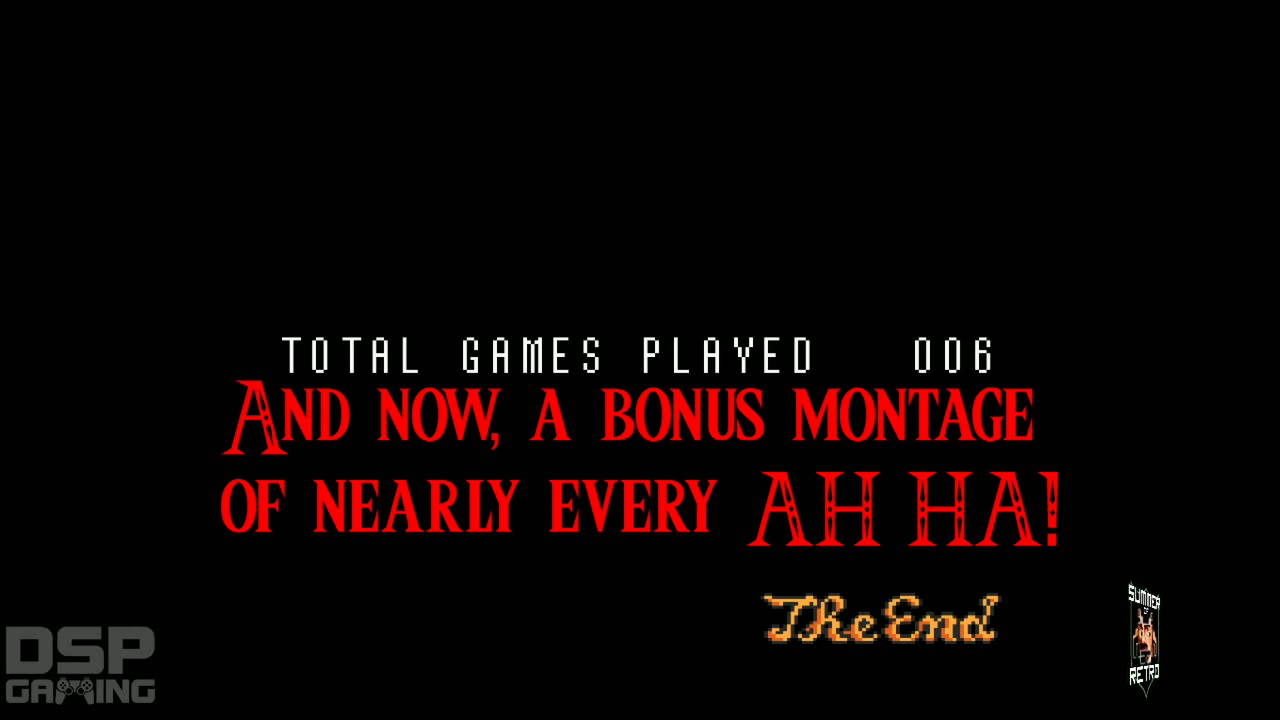 TOTAL GAMES PLAYED 006
AND NOW, A BONUS MONTAGE
OF NEARLY EVERY AH HA!
The End
SUMMER
OF
RETRO
DSP
GAMING